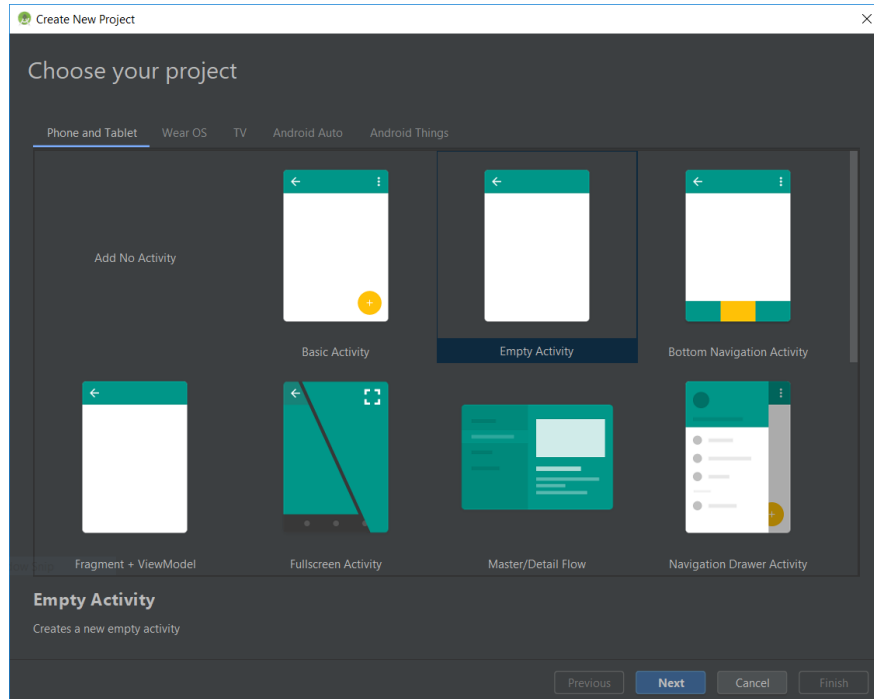 Create New Project
Choose your project
Phone and Tablet Wear OS TV Android Auto Android Things
Add No Activity
Basic Activity
Empty Activity
Bottom Navigation Activity
Fragment + ViewModel
Fullscreen Activity
Master/Detail Flow
Navigation Drawer Activity
Empty Activity
Creates a new empty activity
Previous Next Cancel Finish